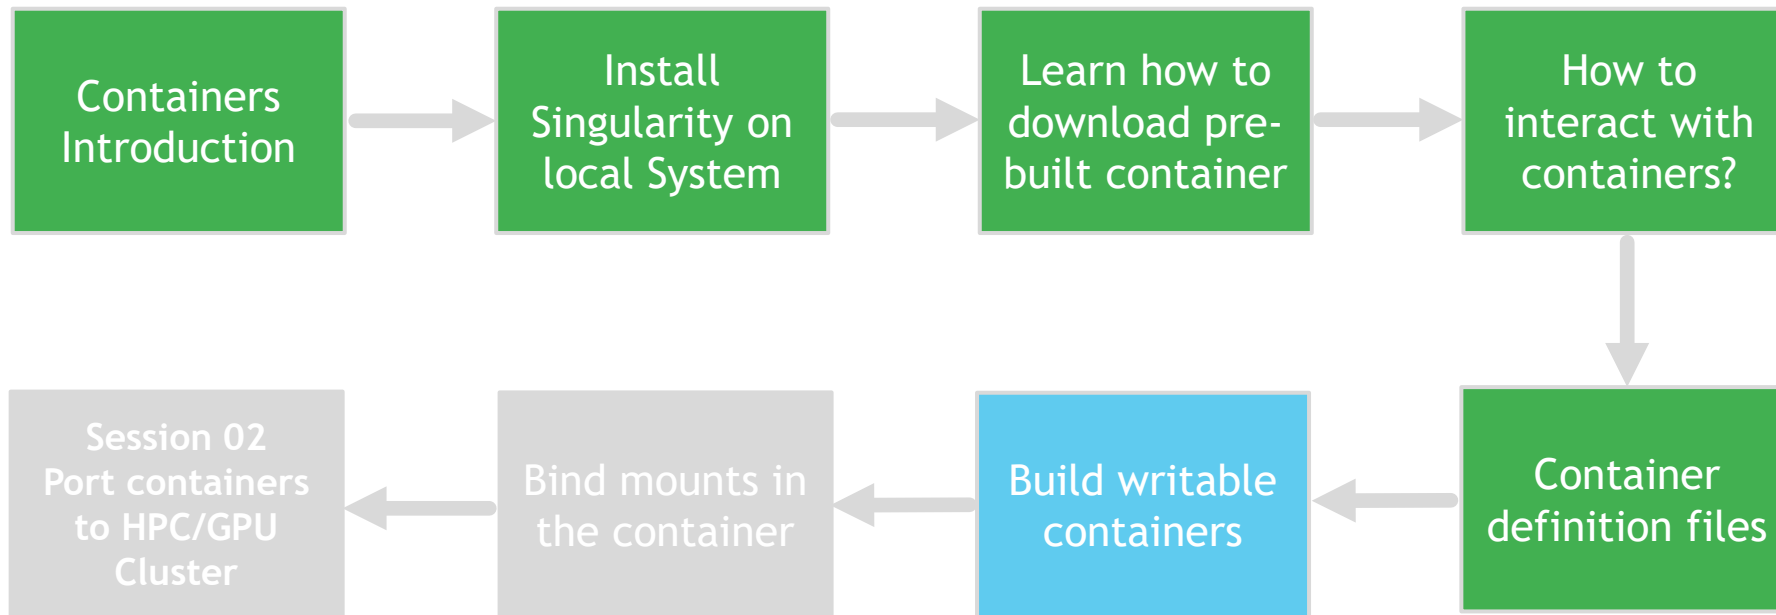 Containers
Introduction
Install
Singularity on
local System
Learn how to
download pre-
built container
How to
interact with
containers?
Container
definition files
Build writable
containers
Bind mounts in
the container
Session 02
Port containers
to HPC/GPU
Cluster